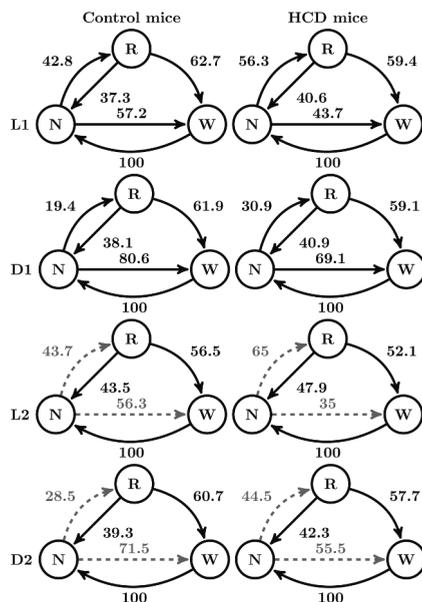 Control mice HCD mice
R R
42.8 62.7 56.3 59.4
37.3 40.6
57.2 43.7
L1 N W N W
100 100
R R
19.4 61.9 30.9 59.1
38.1 40.9
80.6 69.1
D1 N W N W
100 100
R R
43.7 56.5 65 52.1
43.5 47.9
56.3 35
L2 N W N W
100 100
R R
28.5 60.7 44.5 57.7
39.3 42.3
71.5 55.5
D2 N W N W
100 100